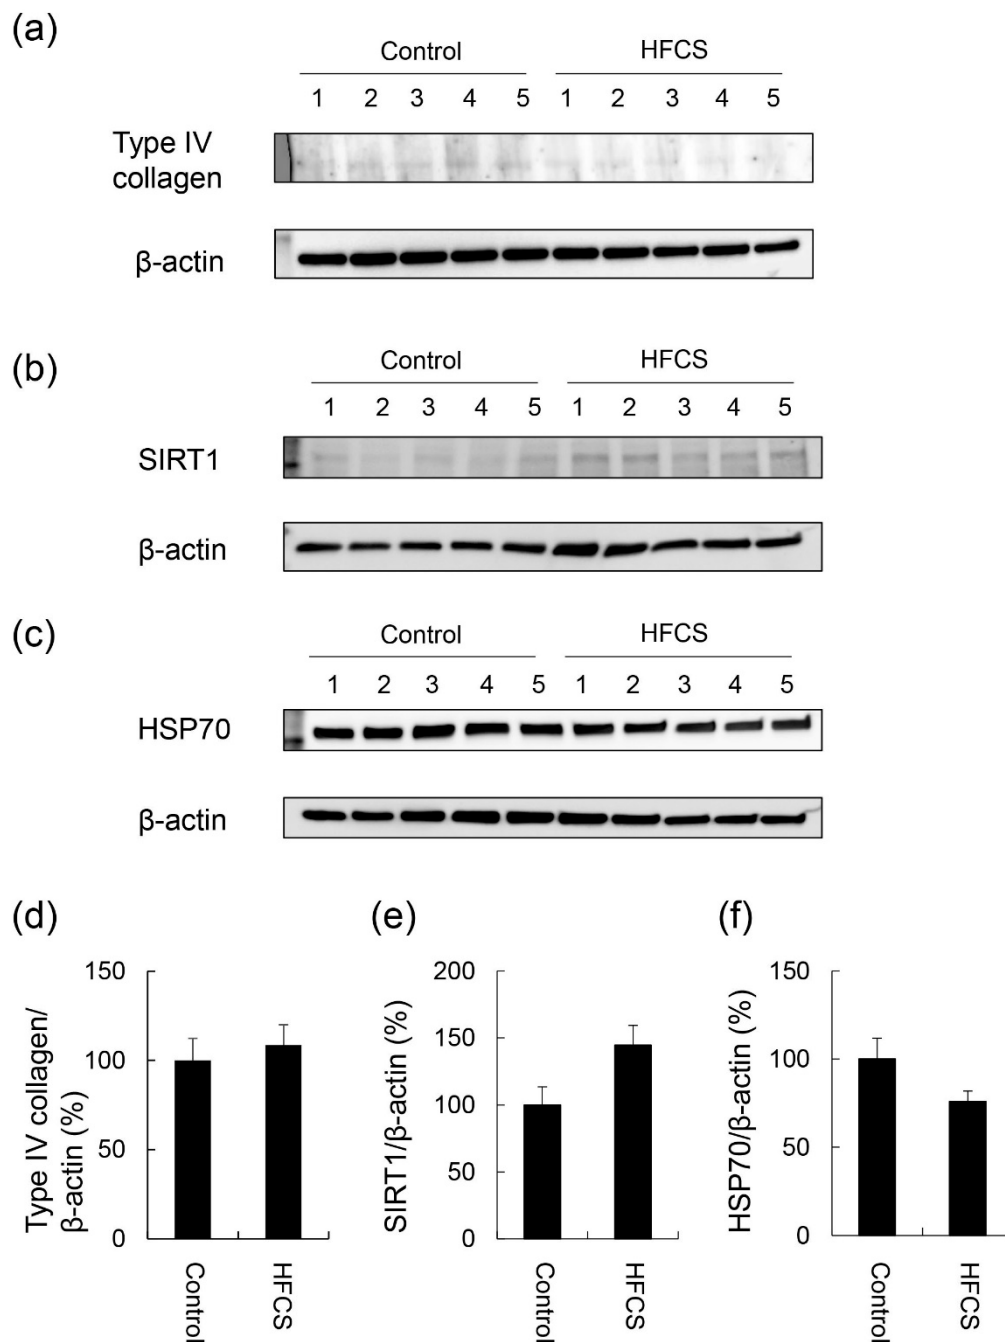 (a)
Control HFCS
1 2 3 4 5 1 2 3 4 5
Type IV
collagen
β-actin
(b)
Control HFCS
1 2 3 4 5 1 2 3 4 5
SIRT1
β-actin
(c)
Control HFCS
1 2 3 4 5 1 2 3 4 5
HSP70
β-actin
(d)
Type IV collagen/
β-actin (%)
150
100
50
0
Control HFCS
(e)
SIRT1/β-actin (%)
200
150
100
50
0
Control HFCS
(f)
HSP70/β-actin (%)
150
100
50
0
Control HFCS